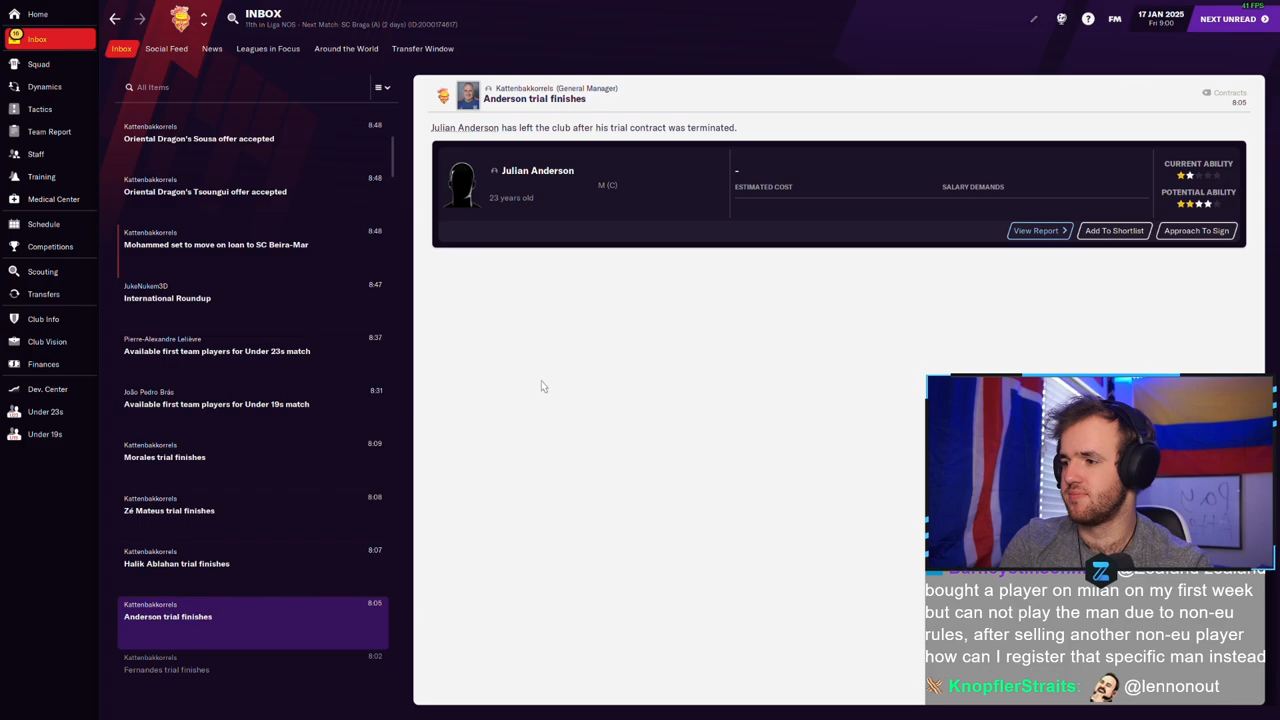 Home
Inbox
16
Squad
Dynamics
Tactics
Team Report
Staff
Training
Medical Center
Schedule
Competitions
Scouting
Transfers
Club Info
Club Vision
Finances
Dev. Center
Under 23s
Under 19s
INBOX
11th in Liga NOS - Next Match: SC Braga (A) (2 days) (ID:2000174617)
FM
17 JAN 2025
Fri 9:00
41 FPS
NEXT UNREAD
Inbox
Social Feed
News
Leagues in Focus
Around the World
Transfer Window
All Items
Kattenbakkorrels
8:48
Oriental Dragon's Sousa offer accepted
Kattenbakkorrels
8:48
Oriental Dragon's Tsoungui offer accepted
Kattenbakkorrels
8:48
Mohammed set to move on loan to SC Beira-Mar
JukeNukem3D
8:47
International Roundup
Pierre-Alexandre Lelièvre
8:37
Available first team players for Under 23s match
João Pedro Brás
8:31
Available first team players for Under 19s match
Kattenbakkorrels
8:09
Morales trial finishes
Kattenbakkorrels
8:08
Zé Mateus trial finishes
Kattenbakkorrels
8:07
Halik Ablahan trial finishes
Kattenbakkorrels
8:05
Anderson trial finishes
Kattenbakkorrels
8:02
Fernandes trial finishes
Kattenbakkorrels (General Manager)
Anderson trial finishes
Contracts
8:05
Julian Anderson has left the club after his trial contract was terminated.
Julian Anderson
M (C)
23 years old
-
ESTIMATED COST
SALARY DEMANDS
CURRENT ABILITY
POTENTIAL ABILITY
View Report
Add To Shortlist
Approach To Sign
bought a player on milan on my first week
but can not play the man due to non-eu
rules, after selling another non-eu player
how can I register that specific man instead
KnopflerStraits: @lennonout